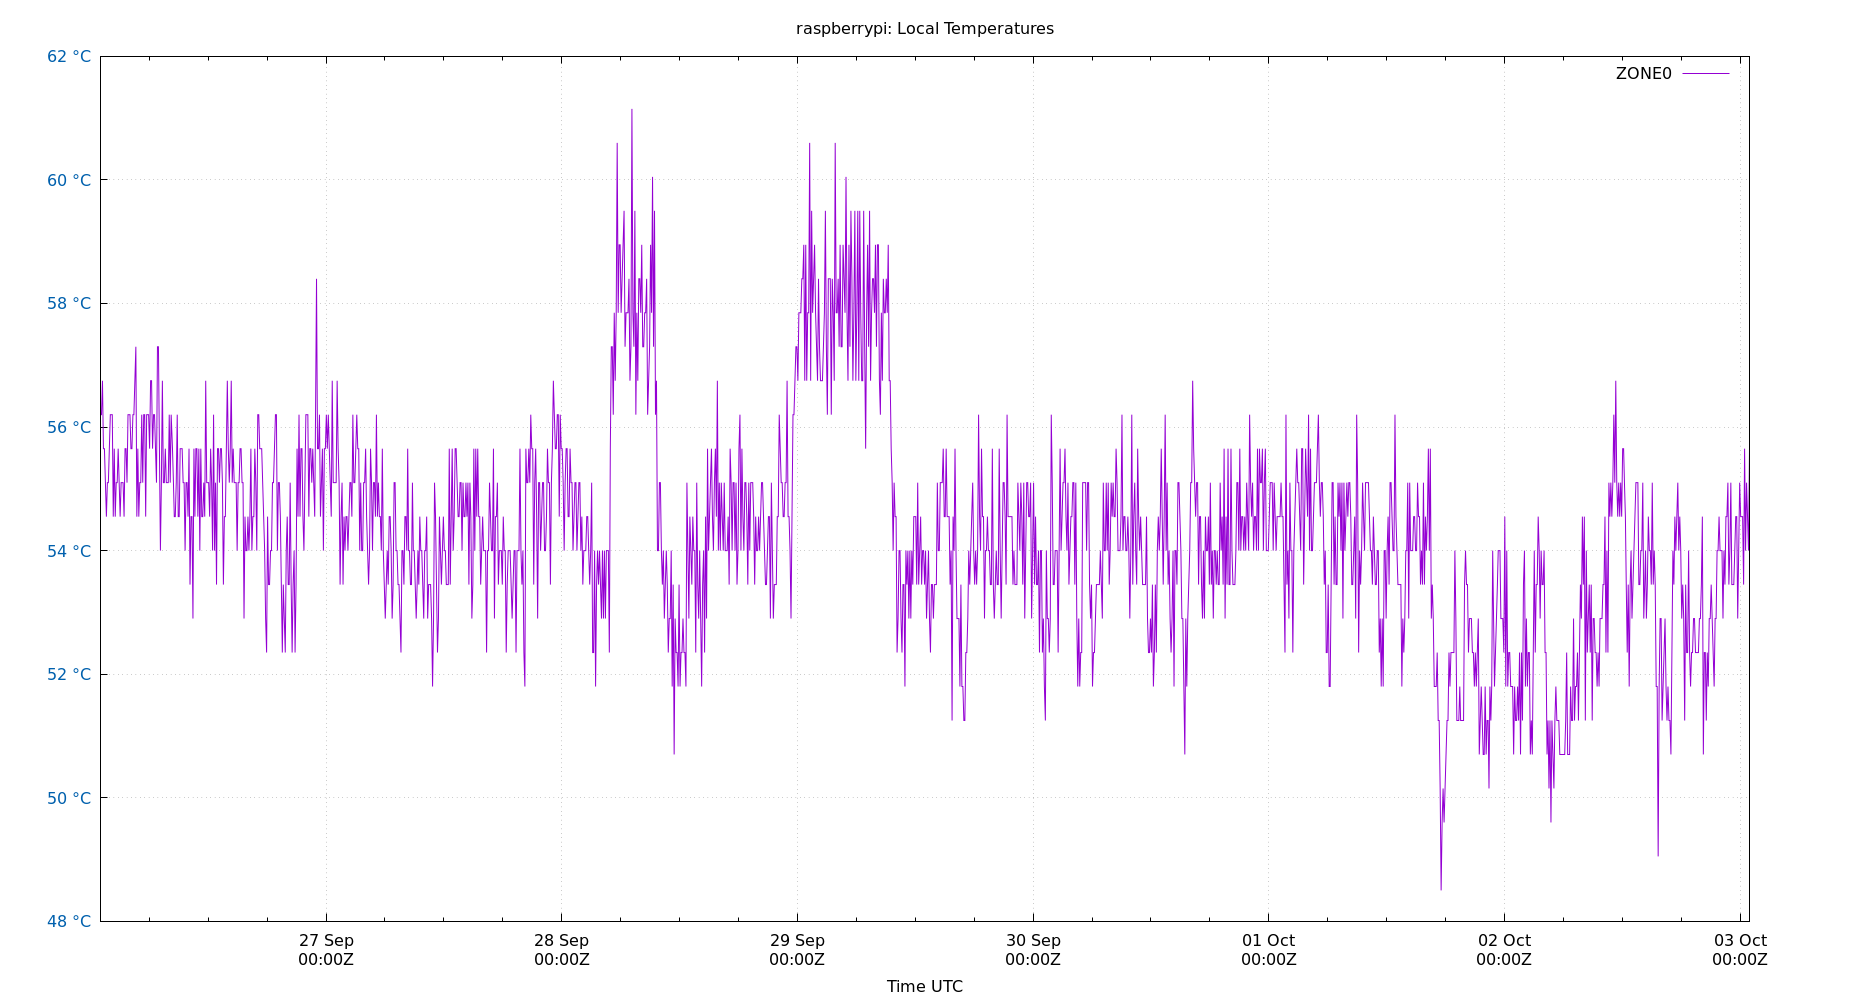 raspberrypi: Local Temperatures
62 °C
ZONE0
60 °C
58 °C
56 °C
54 °C
52 °C
50 °C
48 °C
27 Sep
00:00Z
28 Sep
00:00Z
29 Sep
00:00Z
30 Sep
00:00Z
01 Oct
00:00Z
02 Oct
00:00Z
03 Oct
00:00Z
Time UTC